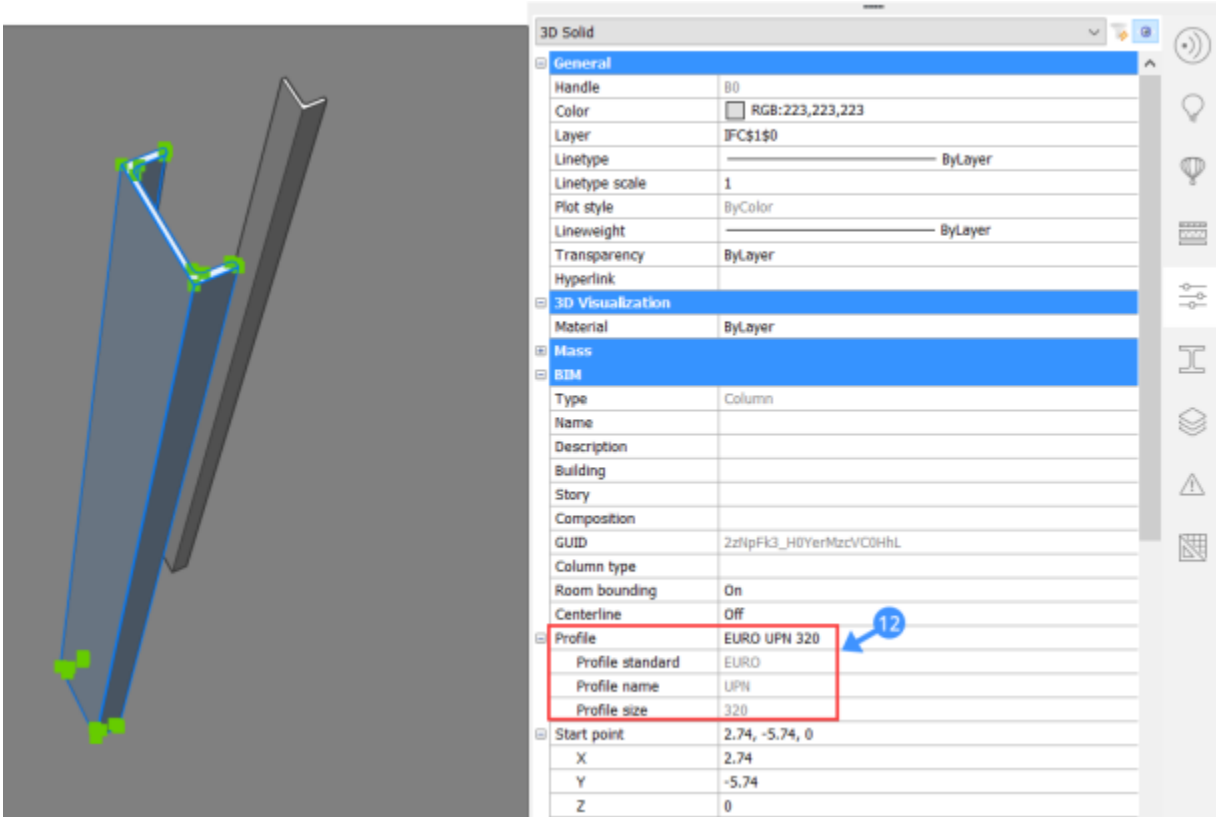 3D Solid
General
Handle B0
Color RGB:223,223,223
Layer IFC$1$0
Linetype ByLayer
Linetype scale 1
Plot style ByColor
Lineweight ByLayer
Transparency ByLayer
Hyperlink
3D Visualization
Material ByLayer
Mass
BIM
Type Column
Name
Description
Building
Story
Composition
GUID 2zNpFk3_H0YerMzcVC0HhL
Column type
Room bounding On
Centerline Off
12
Profile EURO UPN 320
Profile standard EURO
Profile name UPN
Profile size 320
Start point 2.74, -5.74, 0
X 2.74
Y -5.74
Z 0